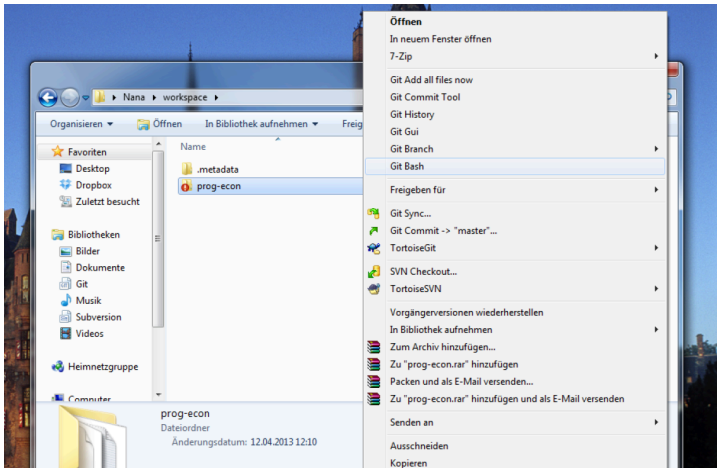 Nana
workspace
Organisieren
Öffnen
In Bibliothek aufnehmen
Freig
Favoriten
Desktop
Dropbox
Zuletzt besucht
Bibliotheken
Bilder
Dokumente
Git
Musik
Subversion
Videos
Heimnetzgruppe
Computer
Name
.metadata
prog-econ
prog-econ
Dateiordner
Änderungsdatum: 12.04.2013 12:10
Öffnen
In neuem Fenster öffnen
7-Zip
Git Add all files now
Git Commit Tool
Git History
Git Gui
Git Branch
Git Bash
Freigeben für
Git Sync...
Git Commit -> "master"...
TortoiseGit
SVN Checkout...
TortoiseSVN
Vorgängerversionen wiederherstellen
In Bibliothek aufnehmen
Zum Archiv hinzufügen...
Zu "prog-econ.rar" hinzufügen
Packen und als E-Mail versenden...
Zu "prog-econ.rar" hinzufügen und als E-Mail versenden
Senden an
Ausschneiden
Kopieren